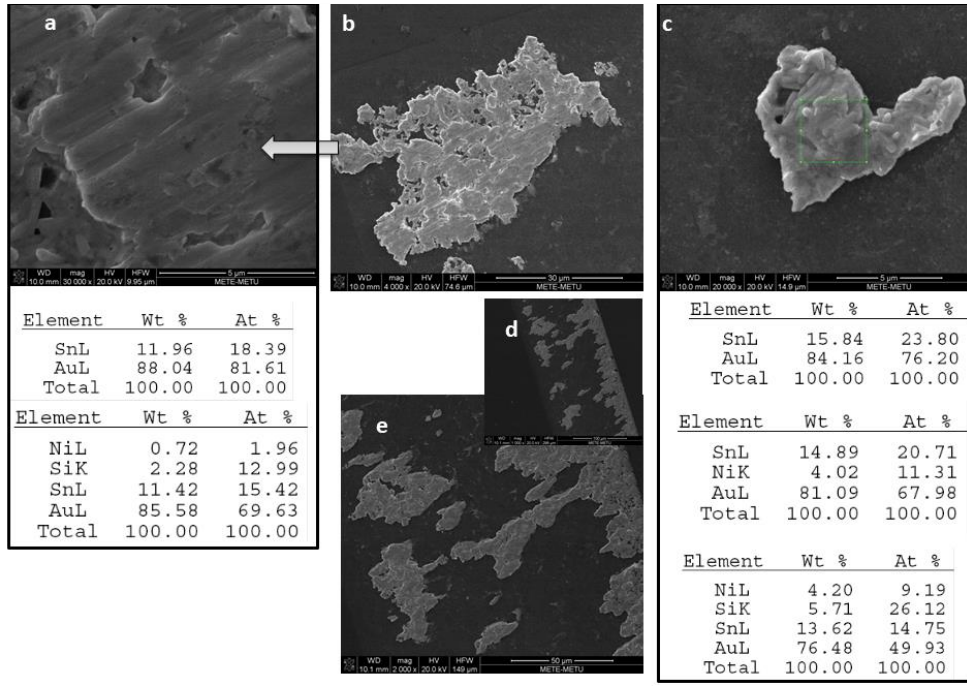 a
WD mag HV HFW 5 µm
10.0 mm 30 000 x 20.0 kV 9.95 µm METE-METU
Element Wt % At %
SnL 11.96 18.39
AuL 88.04 81.61
Total 100.00 100.00
Element Wt % At %
NiL 0.72 1.96
SiK 2.28 12.99
SnL 11.42 15.42
AuL 85.58 69.63
Total 100.00 100.00
b
WD mag HV HFW 30 µm
10.0 mm 4 000 x 20.0 kV 74.6 µm METE-METU
d
100 µm
METE-METU
e
WD mag HV HFW 50 µm
10.1 mm 2 000 x 20.0 kV 149 µm METE-METU
c
WD mag HV HFW 5 µm
10.0 mm 20 000 x 20.0 kV 14.9 µm METE-METU
Element Wt % At %
SnL 15.84 23.80
AuL 84.16 76.20
Total 100.00 100.00
Element Wt % At %
SnL 14.89 20.71
NiK 4.02 11.31
AuL 81.09 67.98
Total 100.00 100.00
Element Wt % At %
NiL 4.20 9.19
SiK 5.71 26.12
SnL 13.62 14.75
AuL 76.48 49.93
Total 100.00 100.00